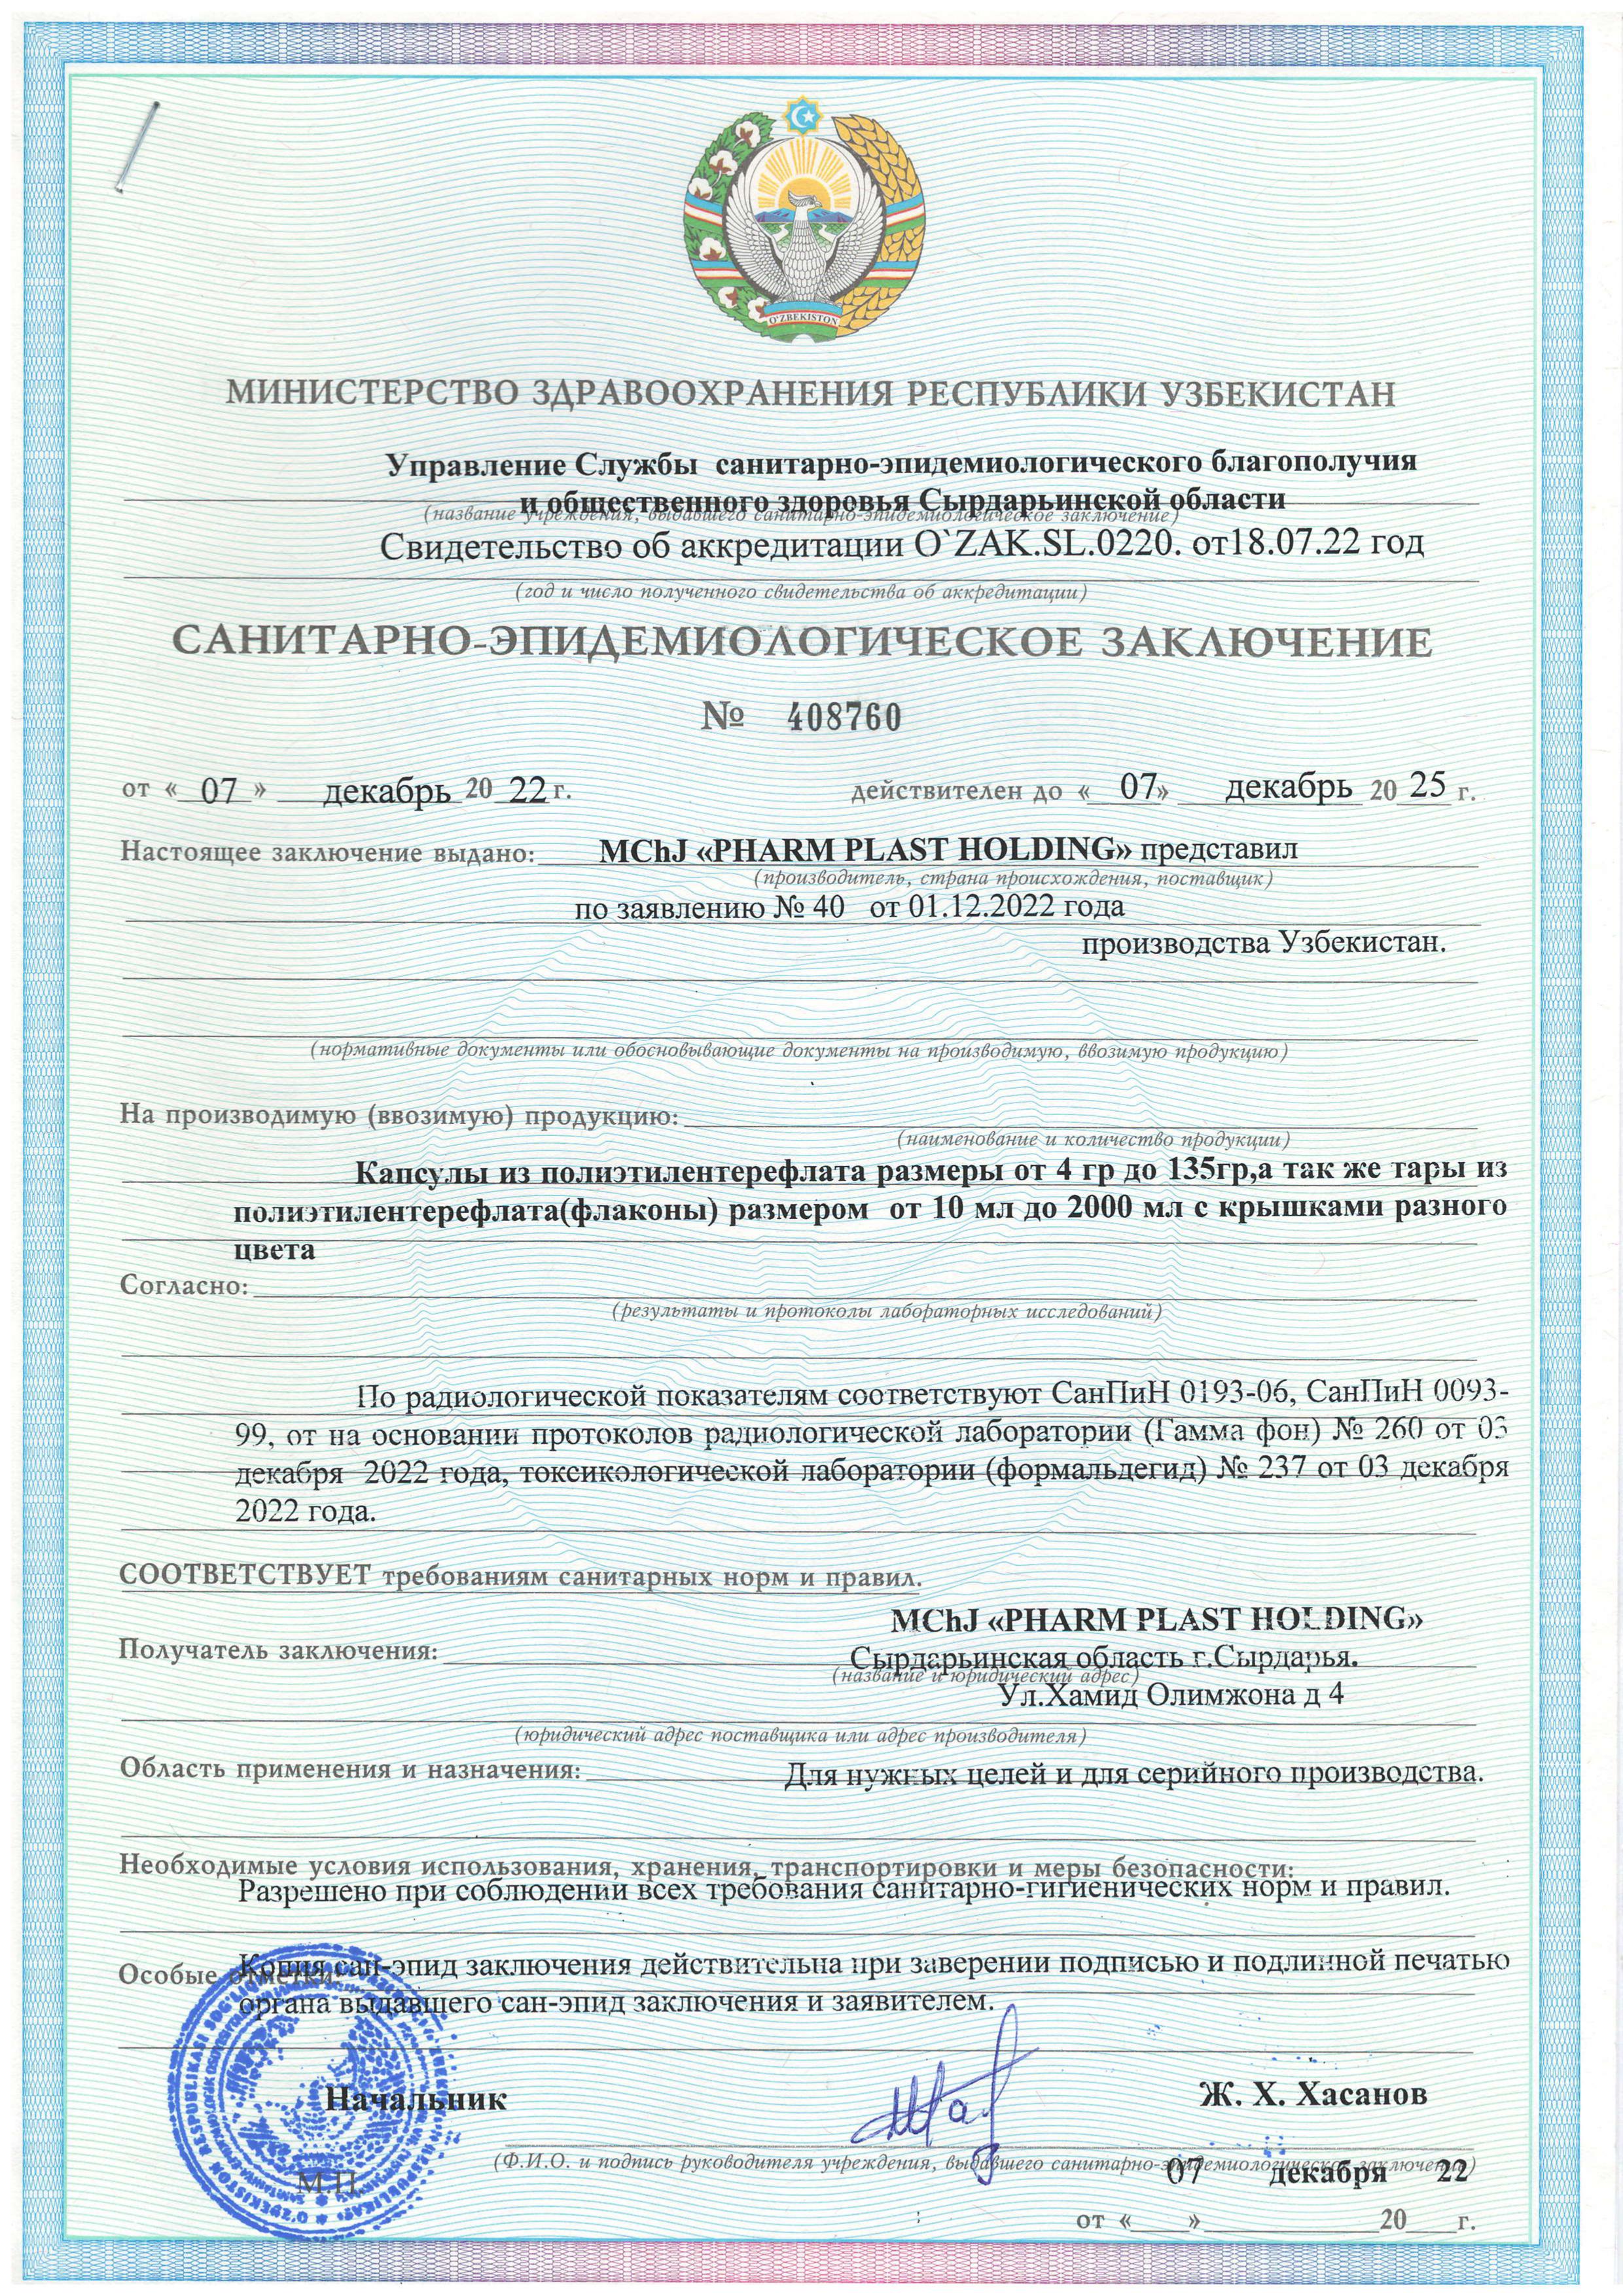 O'ZBEKISTON
МИНИСТЕРСТВО ЗДРАВООХРАНЕНИЯ РЕСПУБЛИКИ УЗБЕКИСТАН
Управление Службы санитарно-эпидемиологического благополучия
и общественного здоровья Сырдарьинской области
(название учреждения, выдавшего санитарно-эпидемиологическое заключение)
Свидетельство об аккредитации O`ZAK.SL.0220. от18.07.22 год
(год и число полученного свидетельства об аккредитации)
САНИТАРНО-ЭПИДЕМИОЛОГИЧЕСКОЕ ЗАКЛЮЧЕНИЕ
№ 408760
от « 07 » декабрь 20 22 г. действителен до « 07» декабрь 20 25 г.
Настоящее заключение выдано: MChJ «PHARM PLAST HOLDING» представил
(производитель, страна происхождения, поставщик)
по заявлению № 40 от 01.12.2022 года
производства Узбекистан.
(нормативные документы или обосновывающие документы на производимую, ввозимую продукцию)
На производимую (ввозимую) продукцию:
(наименование и количество продукции)
Капсулы из полиэтилентерефлата размеры от 4 гр до 135гр,а так же тары из
полиэтилентерефлата(флаконы) размером от 10 мл до 2000 мл с крышками разного
цвета
Согласно:
(результаты и протоколы лабораторных исследований)
По радиологической показателям соответствуют СанПиН 0193-06, СанПиН 0093-
99, от на основании протоколов радиологической лаборатории (Гамма фон) № 260 от 03
декабря 2022 года, токсикологической лаборатории (формальдегид) № 237 от 03 декабря
2022 года.
СООТВЕТСТВУЕТ требованиям санитарных норм и правил.
MChJ «PHARM PLAST HOLDING»
Получатель заключения: Сырдарьинская область г.Сырдарья.
(название и юридический адрес)
Ул.Хамид Олимжона д 4
(юридический адрес поставщика или адрес производителя)
Область применения и назначения: Для нужных целей и для серийного производства.
Необходимые условия использования, хранения, транспортировки и меры безопасности:
Разрешено при соблюдении всех требования санитарно-гигиенических норм и правил.
Особые отметки: Копия сан-эпид заключения действительна при заверении подписью и подлинной печатью
органа выдавшего сан-эпид заключения и заявителем.
Начальник Ж. Х. Хасанов
(Ф.И.О. и подпись руководителя учреждения, выдавшего санитарно-эпидемиологическое заключение)
07 декабря 22
М.П.
от «____»____________20___г.